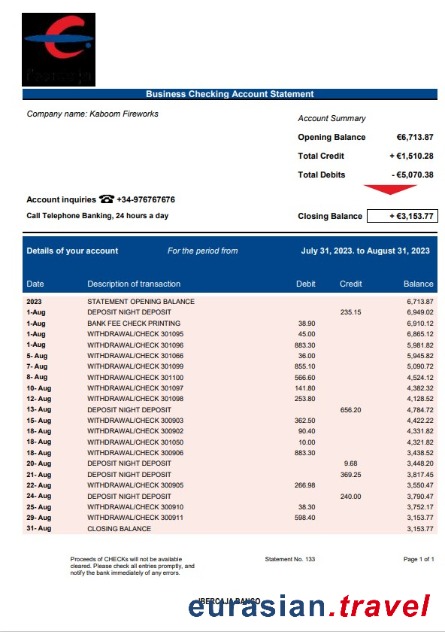 Business Checking Account Statement
Company name: Kaboom Fireworks
Account Summary
Opening Balance €6,713.87
Total Credit + €1,510.28
Total Debits - €5,070.38
Account inquiries ☎ +34-976767676
Call Telephone Banking, 24 hours a day
Closing Balance + €3,153.77
Details of your account For the period from July 31, 2023. to August 31, 2023
Date Description of transaction Debit Credit Balance
2023 STATEMENT OPENING BALANCE 6,713.87
1-Aug DEPOSIT NIGHT DEPOSIT 235.15 6,949.02
1-Aug BANK FEE CHECK PRINTING 38.90 6,910.12
1-Aug WITHDRAWAL/CHECK 301095 45.00 6,865.12
1-Aug WITHDRAWAL/CHECK 301096 883.30 5,981.82
5- Aug WITHDRAWAL/CHECK 301066 36.00 5,945.82
7- Aug WITHDRAWAL/CHECK 301099 855.10 5,090.72
8- Aug WITHDRAWAL/CHECK 301100 566.60 4,524.12
10- Aug WITHDRAWAL/CHECK 301097 141.80 4,382.32
12- Aug WITHDRAWAL/CHECK 301098 253.80 4,128.52
13- Aug DEPOSIT NIGHT DEPOSIT 656.20 4,784.72
15- Aug WITHDRAWAL/CHECK 300903 362.50 4,422.22
18- Aug WITHDRAWAL/CHECK 300902 90.40 4,331.82
18- Aug WITHDRAWAL/CHECK 301050 10.00 4,321.82
18- Aug WITHDRAWAL/CHECK 300906 883.30 3,438.52
20- Aug DEPOSIT NIGHT DEPOSIT 9.68 3,448.20
21- Aug DEPOSIT NIGHT DEPOSIT 369.25 3,817.45
22- Aug WITHDRAWAL/CHECK 300905 266.98 3,550.47
24- Aug DEPOSIT NIGHT DEPOSIT 240.00 3,790.47
25- Aug WITHDRAWAL/CHECK 300910 38.30 3,752.17
29- Aug WITHDRAWAL/CHECK 300911 598.40 3,153.77
31- Aug CLOSING BALANCE 3,153.77
Proceeds of CHECKs will not be available Statement No. 133 Page 1 of 1
cleared. Please check all entries promptly, and
notify the bank immediately of any errors.
IBERCAJA BANCO
eurasian.travel